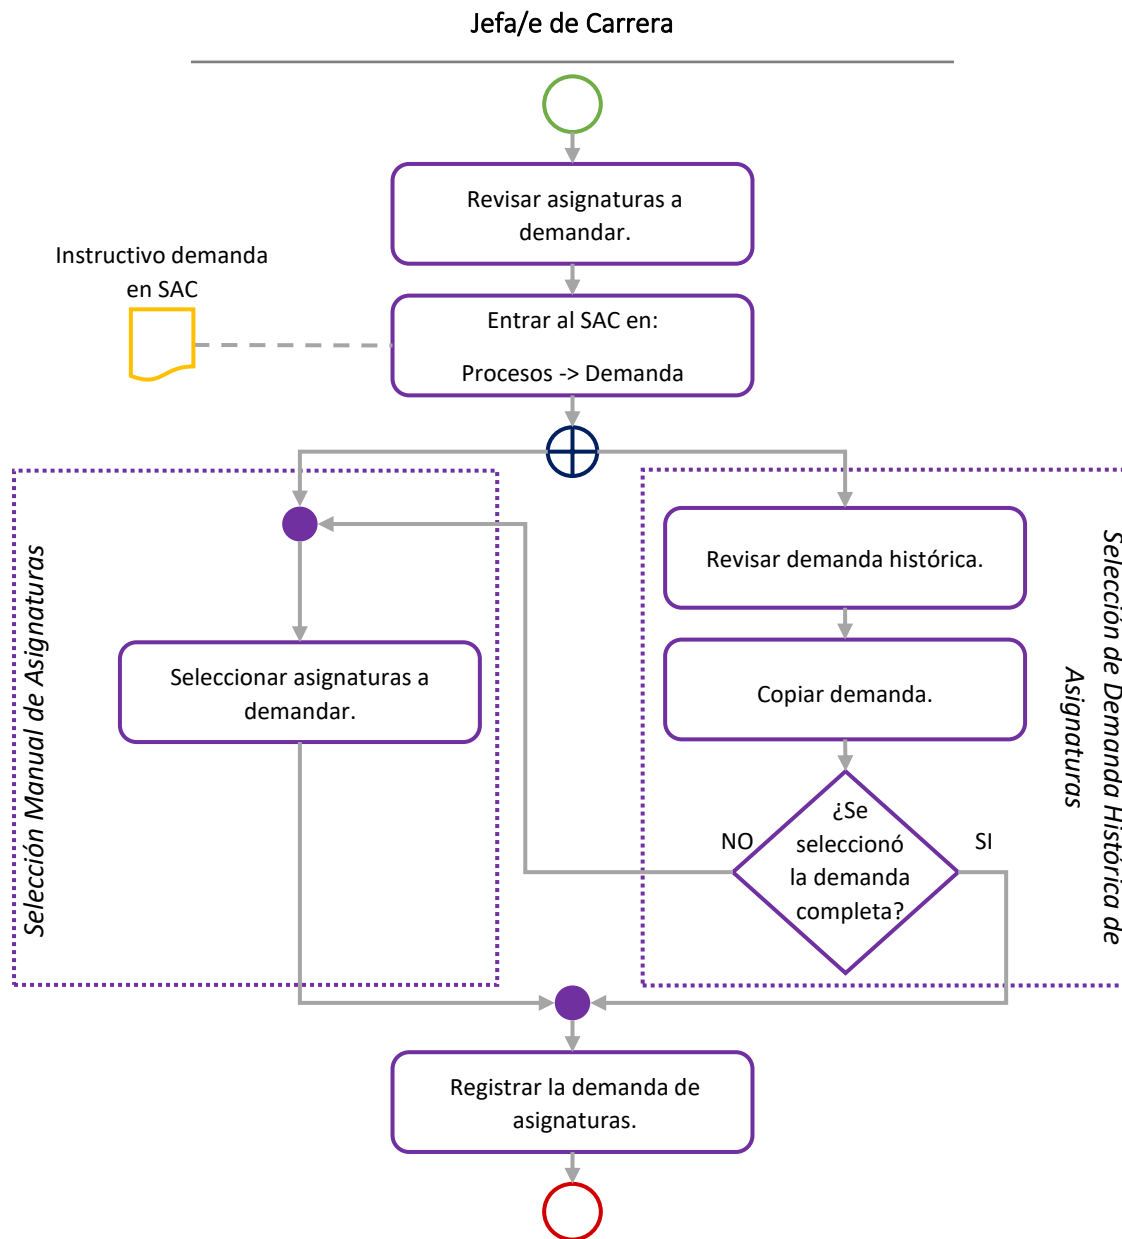 Jefa/e de Carrera
Revisar asignaturas a
demandar.
Instructivo demanda
en SAC
Entrar al SAC en:
Procesos -> Demanda
Selección Manual de Asignaturas
Seleccionar asignaturas a
demandar.
Selección de Demanda Histórica de
Asignaturas
Revisar demanda histórica.
Copiar demanda.
¿Se
seleccionó
la demanda
completa?
NO
SI
Registrar la demanda de
asignaturas.